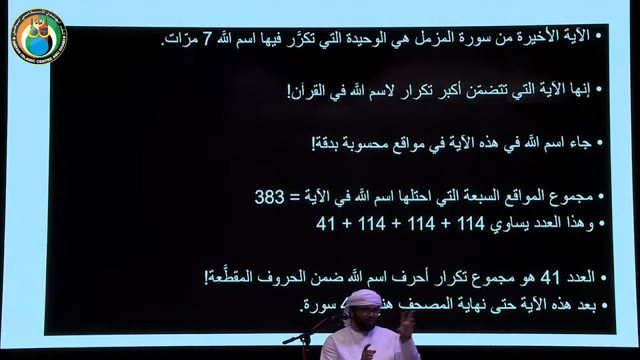 • الآية الأخيرة من سورة المزمل هي الوحيدة التي تكرَّر فيها اسم الله 7 مرّات.
• إنها الآية التي تتضمّن أكبر تكرار لاسم الله في القرآن!
• جاء اسم الله في هذه الآية في مواقع محسوبة بدقة!
• مجموع المواقع السبعة التي احتلها اسم الله في الآية = 383
• وهذا العدد يساوي 114 + 114 + 114 + 41
• العدد 41 هو مجموع تكرار أحرف اسم الله ضمن الحروف المقطَّعة!
• بعد هذه الآية حتى نهاية المصحف سورة.